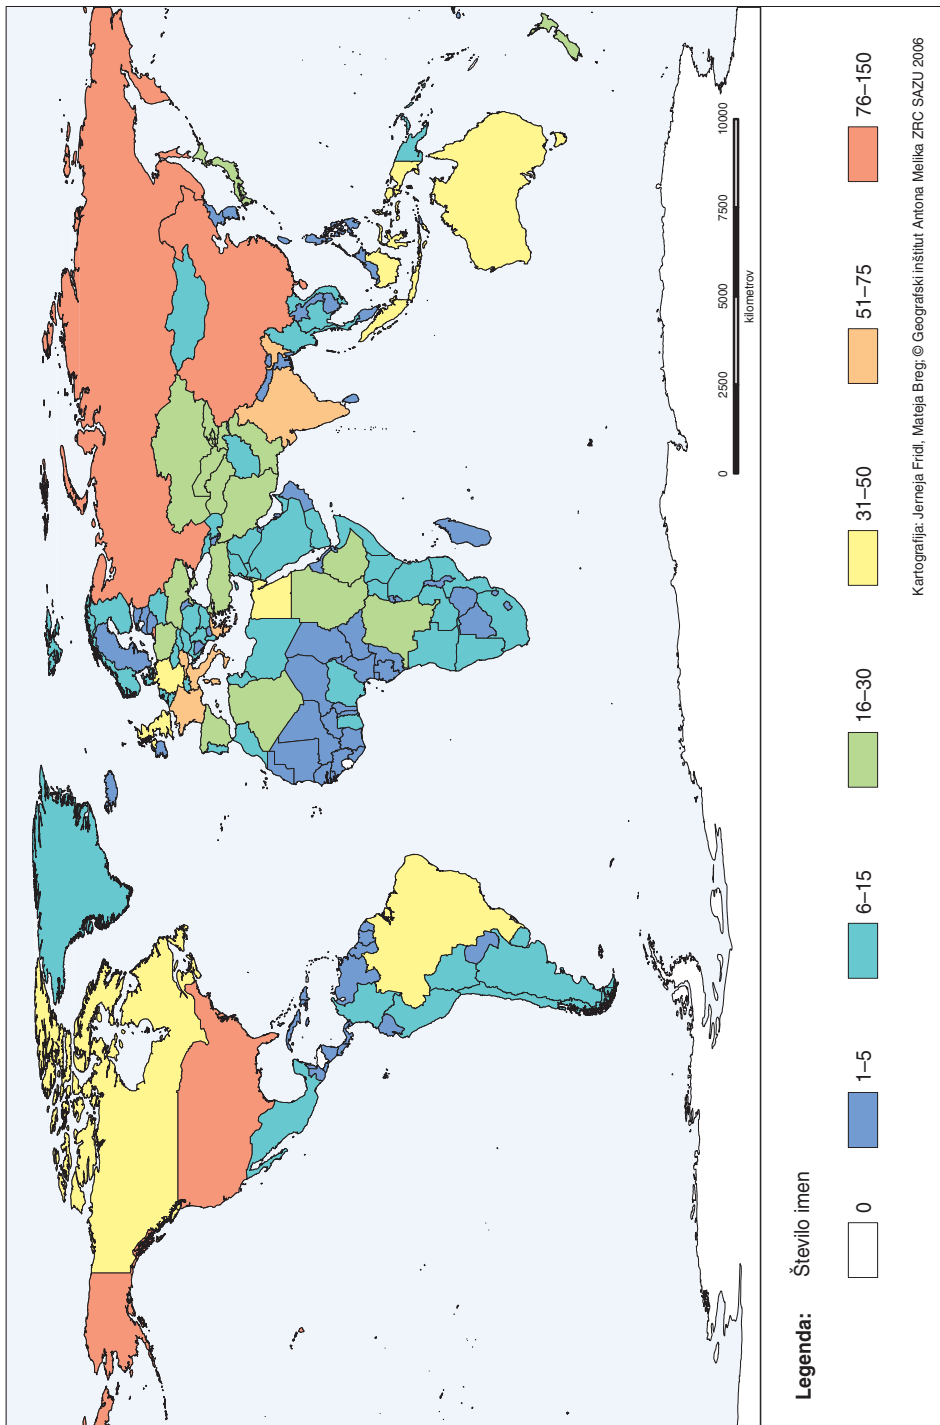 0 2500 5000 7500 10000
kilometrov
Legenda: Število imen
0 1–5 6–15 16–30 31–50 51–75 76–150
Kartografija: Jerneja Fridl, Mateja Breg; © Geografski inštitut Antona Melika ZRC SAZU 2006